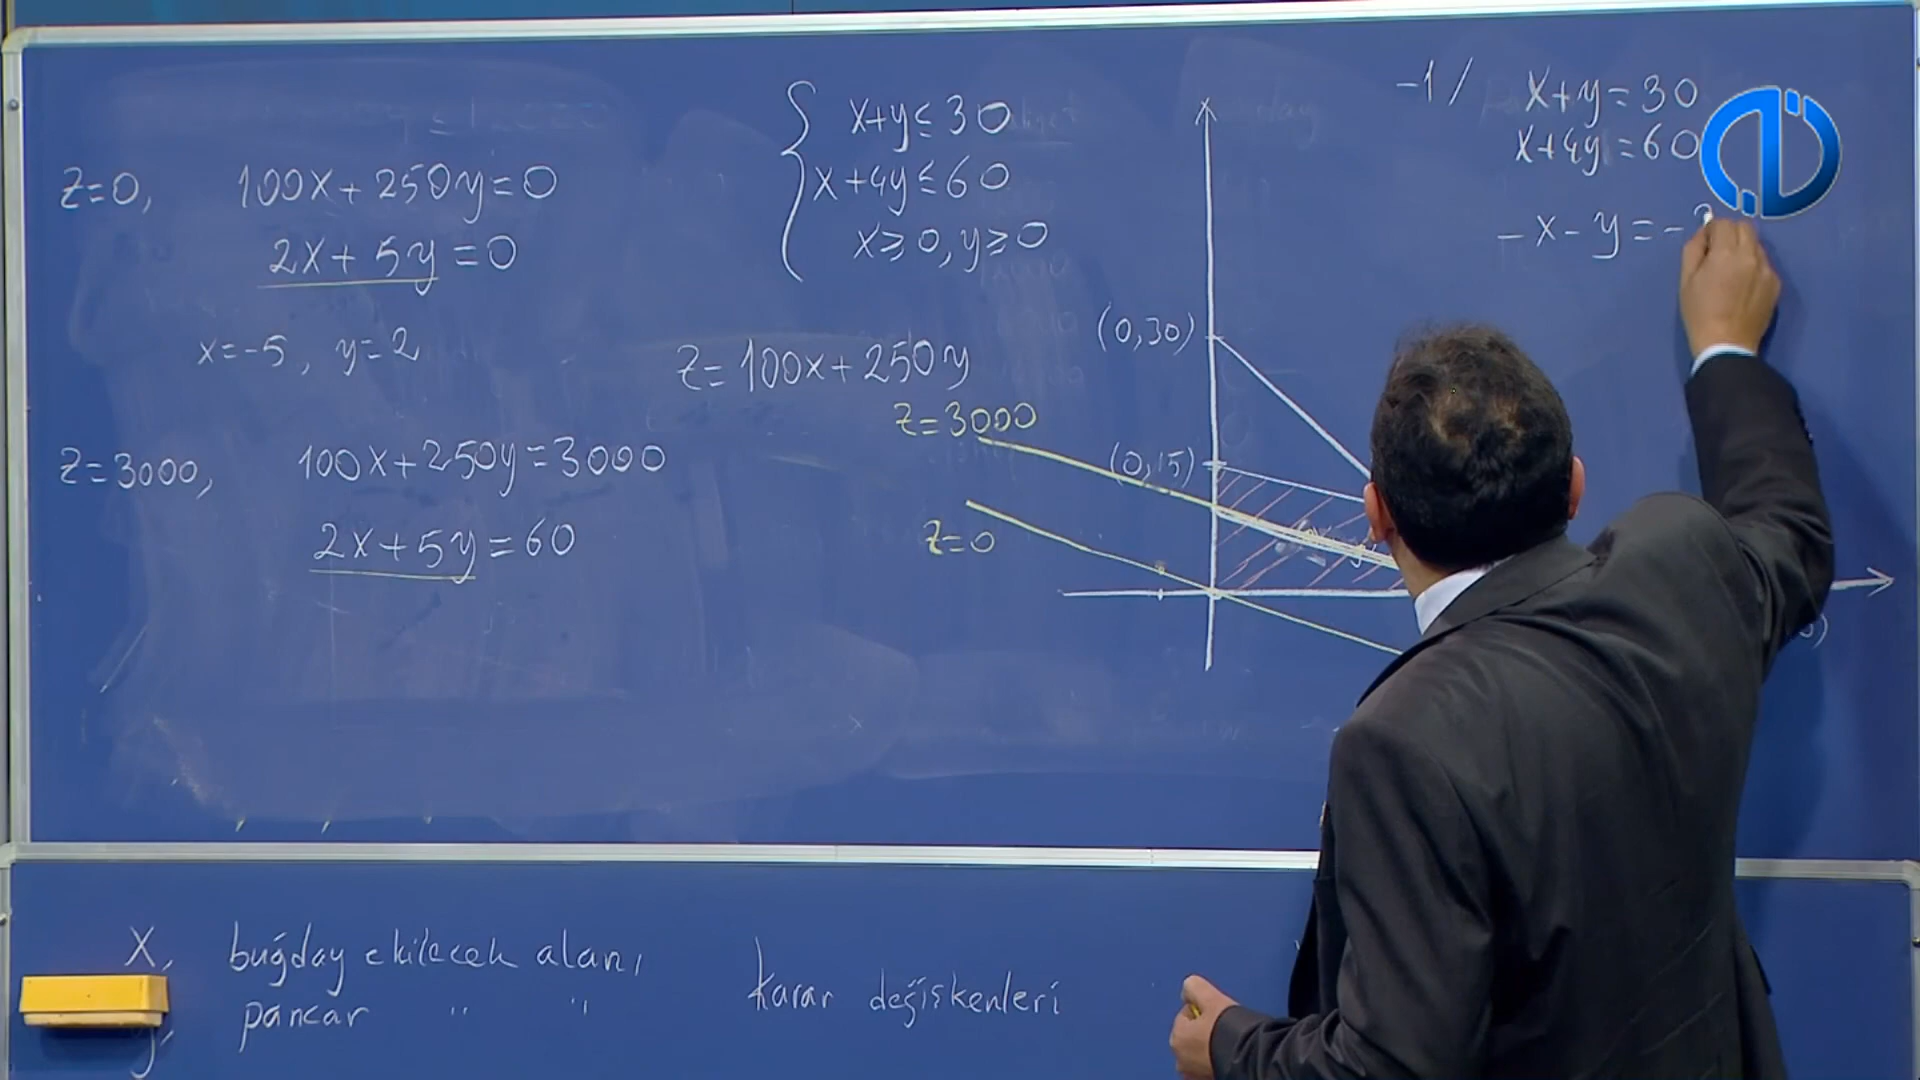 Z=0, 100x+250y=0
2x+5y=0
x=-5, y=2
Z=3000, 100x+250y=3000
2x+5y=60
x+y≤30
x+4y≤60
x≥0, y≥0
Z=100x+250y
Z=3000
Z=0
(0,30)
(0,15)
-1/ x+y=30
x+4y=60
-x-y=-
x, buğday ekilecek alanı
y, pancar " "
Karar değişkenleri